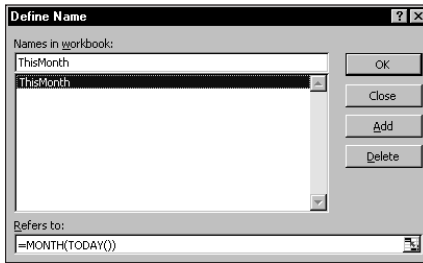 Define Name
Names in workbook:
ThisMonth
ThisMonth
OK
Close
Add
Delete
Refers to:
=MONTH(TODAY())